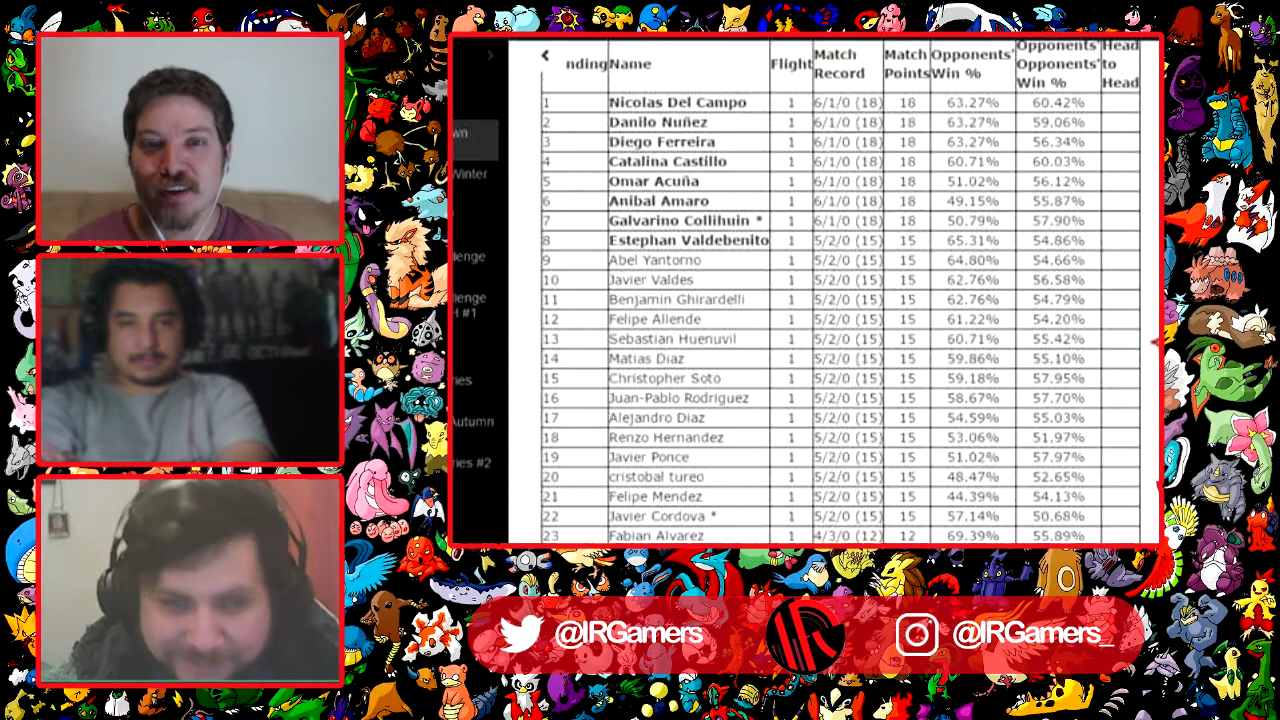 wn
Winter
lenge
lenge
H #1
nes
Autumn
nes #2
nding Name Flight Match Record Match Points Opponents' Win % Opponents' Opponents' Win % Head to Head
1 Nicolas Del Campo 1 6/1/0 (18) 18 63.27% 60.42%
2 Danilo Nuñez 1 6/1/0 (18) 18 63.27% 59.06%
3 Diego Ferreira 1 6/1/0 (18) 18 63.27% 56.34%
4 Catalina Castillo 1 6/1/0 (18) 18 60.71% 60.03%
5 Omar Acuña 1 6/1/0 (18) 18 51.02% 56.12%
6 Anibal Amaro 1 6/1/0 (18) 18 49.15% 55.87%
7 Galvarino Collihuin * 1 6/1/0 (18) 18 50.79% 57.90%
8 Estephan Valdebenito 1 5/2/0 (15) 15 65.31% 54.86%
9 Abel Yantorno 1 5/2/0 (15) 15 64.80% 54.66%
10 Javier Valdes 1 5/2/0 (15) 15 62.76% 56.58%
11 Benjamin Ghirardelli 1 5/2/0 (15) 15 62.76% 54.79%
12 Felipe Allende 1 5/2/0 (15) 15 61.22% 54.20%
13 Sebastian Huenuvil 1 5/2/0 (15) 15 60.71% 55.42%
14 Matias Diaz 1 5/2/0 (15) 15 59.86% 55.10%
15 Christopher Soto 1 5/2/0 (15) 15 59.18% 57.95%
16 Juan-Pablo Rodriguez 1 5/2/0 (15) 15 58.67% 57.70%
17 Alejandro Diaz 1 5/2/0 (15) 15 54.59% 55.03%
18 Renzo Hernandez 1 5/2/0 (15) 15 53.06% 51.97%
19 Javier Ponce 1 5/2/0 (15) 15 51.02% 57.97%
20 cristobal tureo 1 5/2/0 (15) 15 48.47% 52.65%
21 Felipe Mendez 1 5/2/0 (15) 15 44.39% 54.13%
22 Javier Cordova * 1 5/2/0 (15) 15 57.14% 50.68%
23 Fabian Alvarez 1 4/3/0 (12) 12 69.39% 55.89%
@IRGamers
IR
@IRGamers_